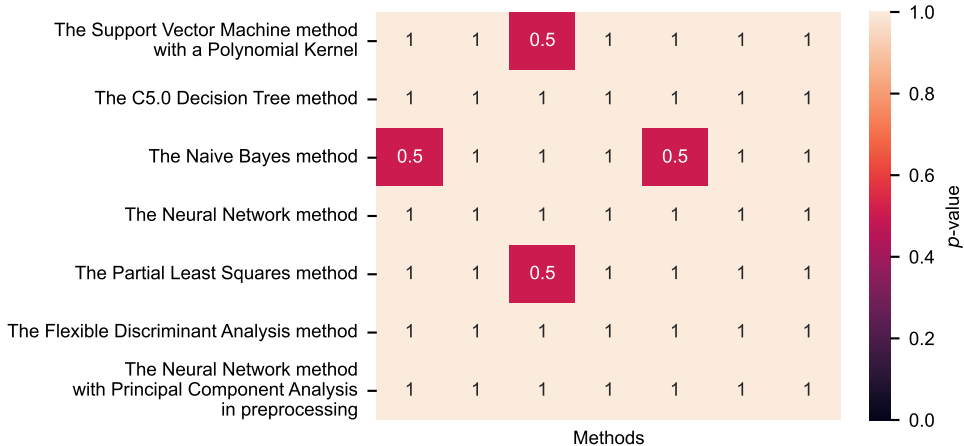 The Support Vector Machine method
with a Polynomial Kernel
1 1 0.5 1 1 1 1
The C5.0 Decision Tree method
1 1 1 1 1 1 1
The Naive Bayes method
0.5 1 1 1 0.5 1 1
The Neural Network method
1 1 1 1 1 1 1
The Partial Least Squares method
1 1 0.5 1 1 1 1
The Flexible Discriminant Analysis method
1 1 1 1 1 1 1
The Neural Network method
with Principal Component Analysis
in preprocessing
1 1 1 1 1 1 1
Methods
1.0
0.8
0.6
0.4
0.2
0.0
p-value